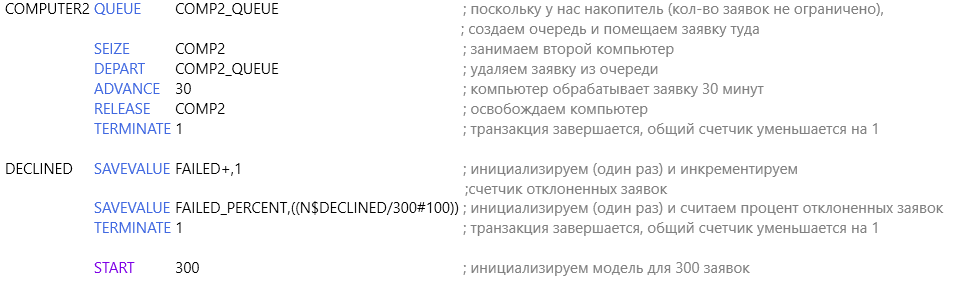 COMPUTER2 QUEUE COMP2_QUEUE ; поскольку у нас накопитель (кол-во заявок не ограничено),
; создаем очередь и помещаем заявку туда
SEIZE COMP2 ; занимаем второй компьютер
DEPART COMP2_QUEUE ; удаляем заявку из очереди
ADVANCE 30 ; компьютер обрабатывает заявку 30 минут
RELEASE COMP2 ; освобождаем компьютер
TERMINATE 1 ; транзакция завершается, общий счетчик уменьшается на 1
DECLINED SAVEVALUE FAILED+,1 ; инициализируем (один раз) и инкрементируем
;счетчик отклоненных заявок
SAVEVALUE FAILED_PERCENT,((N$DECLINED/300#100)) ; инициализируем (один раз) и считаем процент отклоненных заявок
TERMINATE 1 ; транзакция завершается, общий счетчик уменьшается на 1
START 300 ; инициализируем модель для 300 заявок